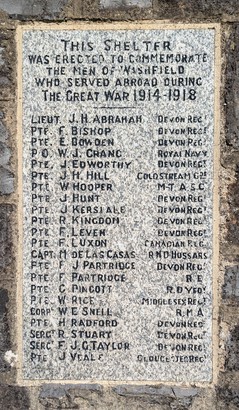 THIS SHELTER
WAS ERECTED TO COMMEMORATE
THE MEN OF WASHFIELD
WHO SERVED ABROAD DURING
THE GREAT WAR 1914-1918
LIEUT. J. H. ABRAHAM DEVON REGT
PTE. F. BISHOP DEVON REGT
PTE. E. BOWDEN DEVON REGT
P.O. W. J. CRANG ROYAL NAVY
PTE. J. EDWORTHY DEVON REGT
PTE. J. H. HILL COLDSTREAM GDS
PTE. W. HOOPER M-T A.S.C
PTE. J. HUNT DEVON REGT
PTE. J. KERSLAKE DEVON REGT
PTE. R. KINGDOM DEVON REGT
PTE. F. LEVEN DEVON REGT
PTE. F. LUXON CANADIAN REGT
CAPT. M. DE LAS CASAS R N D HUSSARS
PTE. F. J. PARTRIDGE DEVON REGT
PTE. F. PARTRIDGE R.E
PTE. C. PINCOTT R D YEOY
PTE. W. RICE MIDDLESEX REGT
CORPL W. E. SNELL R.M.A
PTE. H. RADFORD DEVON REGT
SERGT R. STUART DEVON REGT
SERGT F. J. C. TAYLOR DEVON REGT
PTE. J. VEALE GLOUCESTER REGT